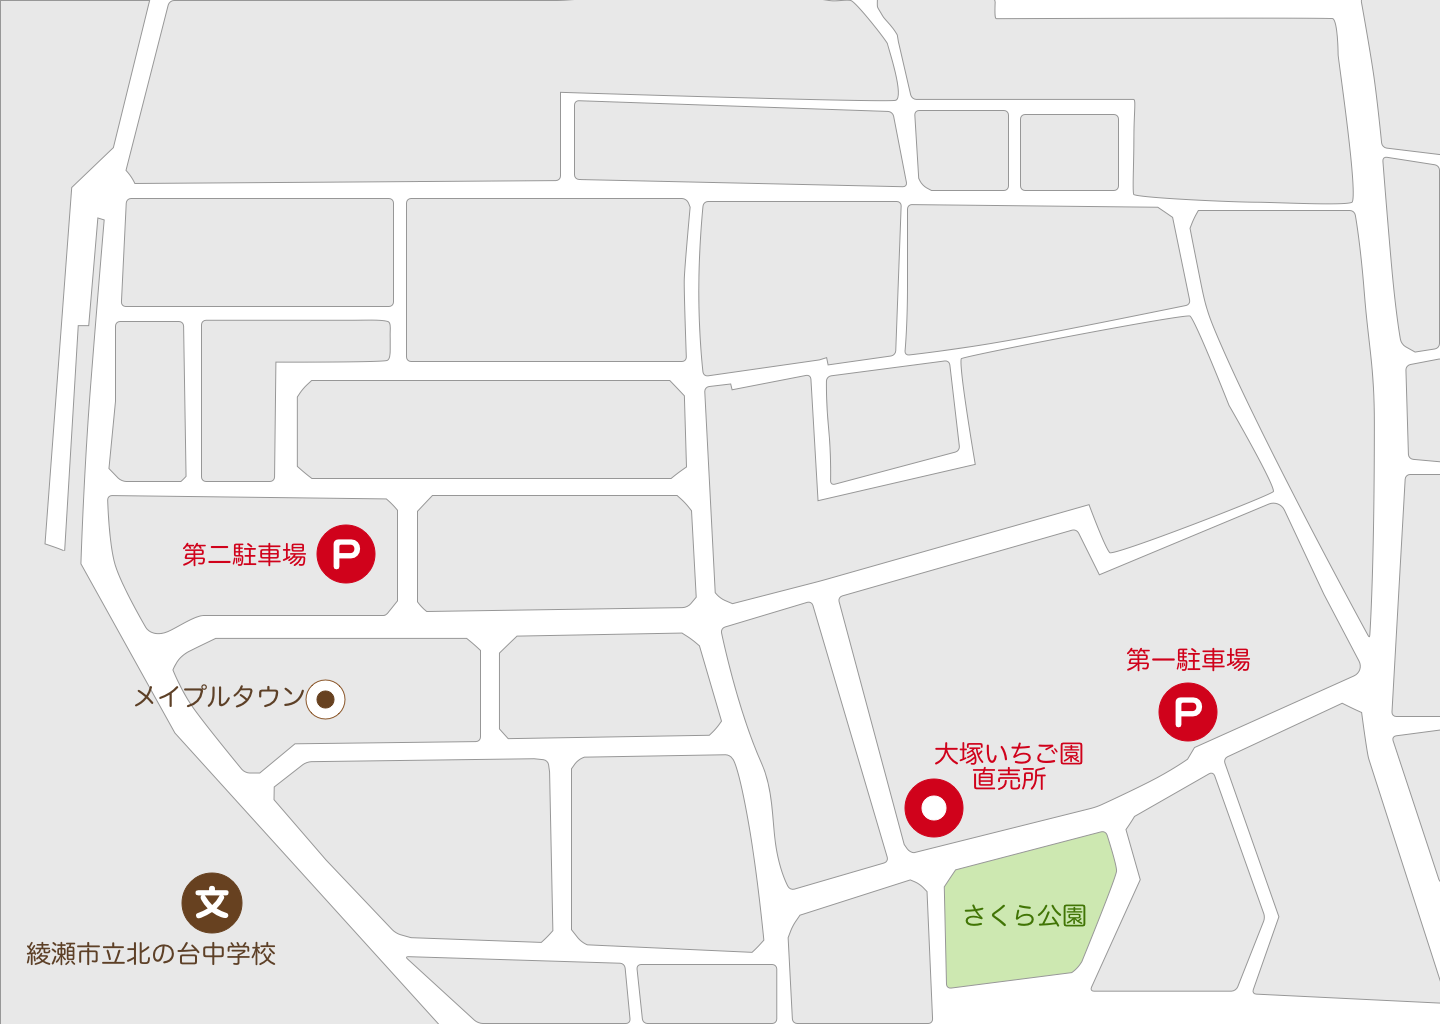 第二駐車場
P
第一駐車場
P
メイプルタウン
大塚いちご園
直売所
文
綾瀬市立北の台中学校
さくら公園